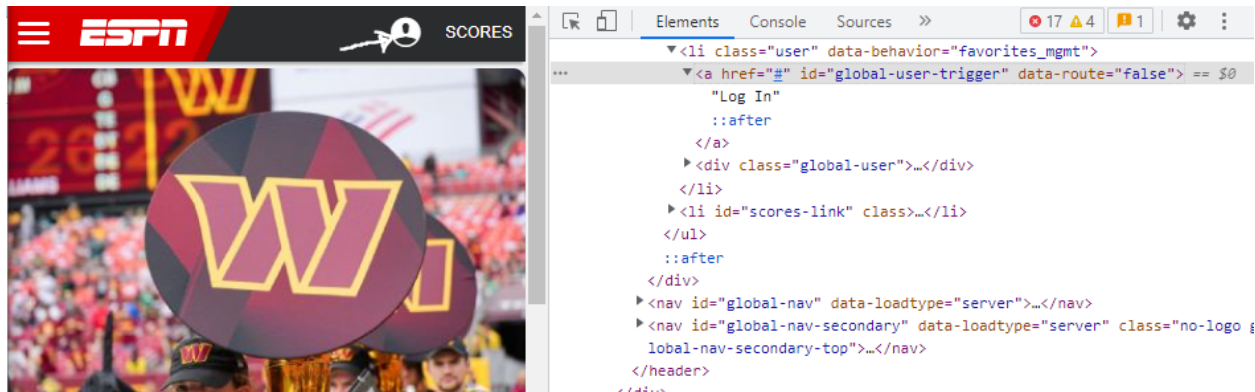 ESPN
SCORES
W
26 22
LIAMS
W
W
Elements Console Sources »
17 4 1
▼<li class="user" data-behavior="favorites_mgmt">
… ▼<a href="#" id="global-user-trigger" data-route="false"> == $0
"Log In"
::after
</a>
▶<div class="global-user">…</div>
</li>
▶<li id="scores-link" class>…</li>
</ul>
::after
</div>
▶<nav id="global-nav" data-loadtype="server">…</nav>
▶<nav id="global-nav-secondary" data-loadtype="server" class="no-logo g
lobal-nav-secondary-top">…</nav>
</header>
</div>